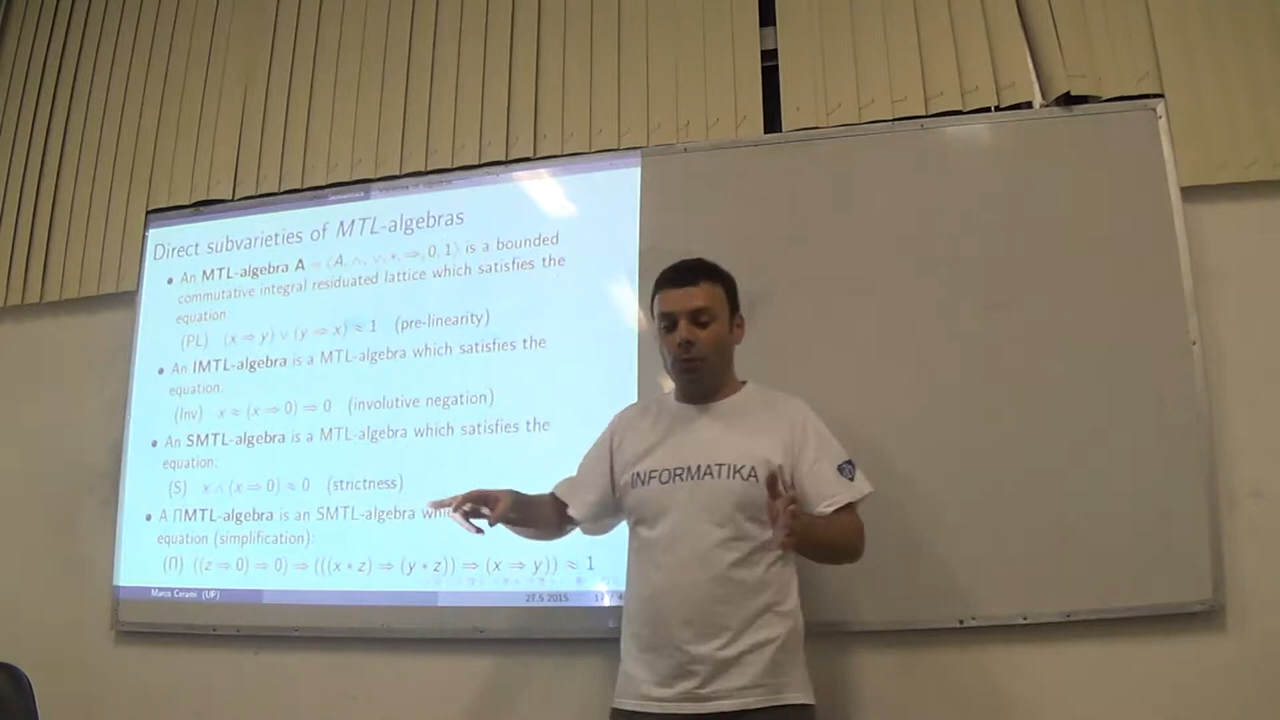 Direct subvarieties of MTL-algebras
• An MTL-algebra A = ⟨A, ∧, ∨, *, ⇒, 0, 1⟩ is a bounded
commutative integral residuated lattice which satisfies the
equation:
(PL) (x ⇒ y) ∨ (y ⇒ x) ≈ 1 (pre-linearity)
• An IMTL-algebra is a MTL-algebra which satisfies the
equation:
(Inv) x ≈ (x ⇒ 0) ⇒ 0 (involutive negation)
• An SMTL-algebra is a MTL-algebra which satisfies the
equation:
(S) x ∧ (x ⇒ 0) ≈ 0 (strictness)
• A ΠMTL-algebra is an SMTL-algebra
equation (simplification):
(Π) ((z ⇒ 0) ⇒ 0) ⇒ (((x * z) ⇒ (y * z)) ⇒ (x ⇒ y)) ≈ 1
Marco Cerami (UP) 27.5.2015
INFORMATIKA